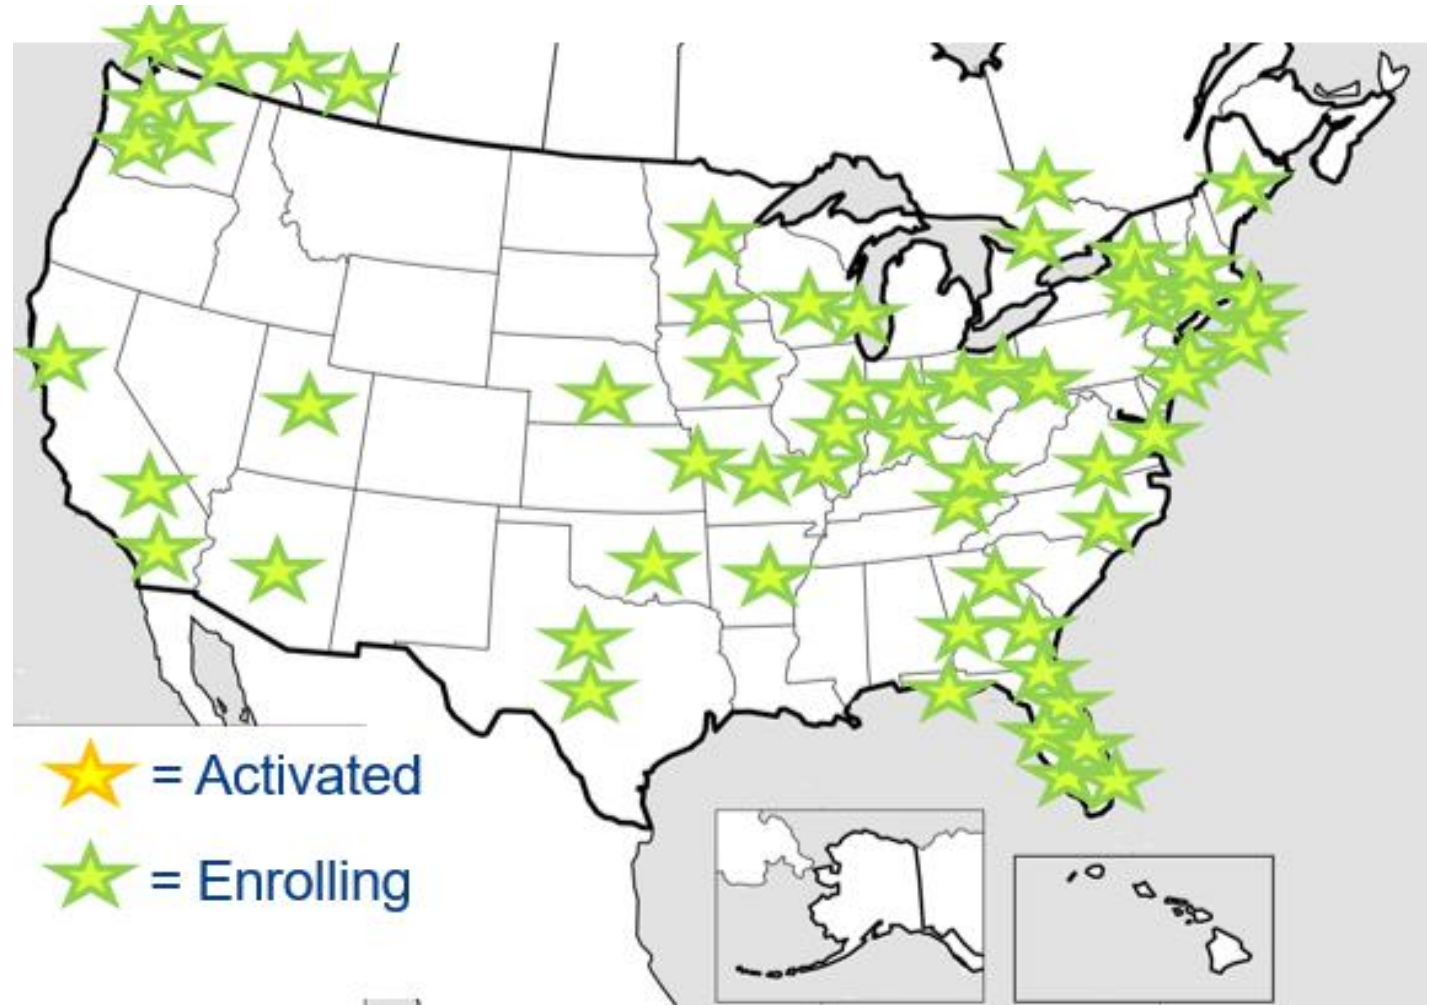 = Activated
= Enrolling